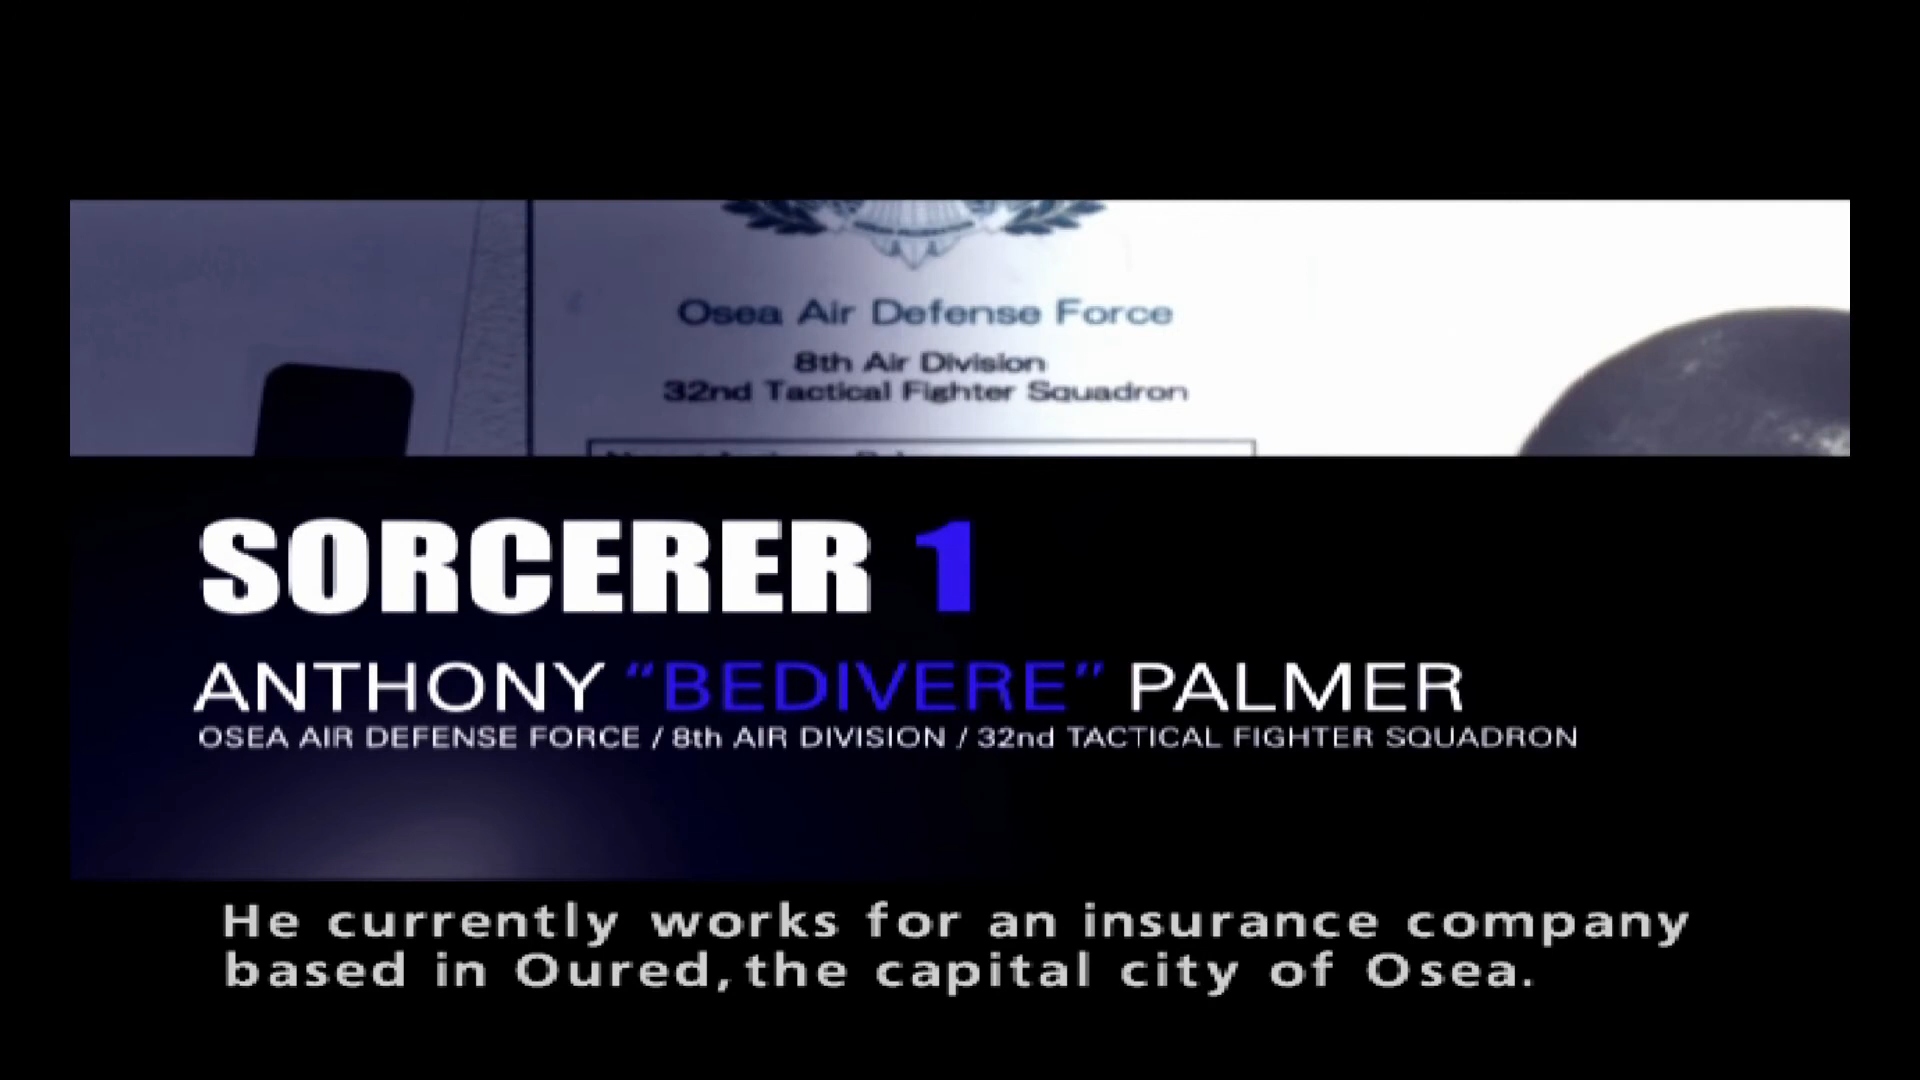 Osea Air Defense Force
8th Air Division
32nd Tactical Fighter Squadron
SORCERER 1
ANTHONY “BEDIVERE” PALMER
OSEA AIR DEFENSE FORCE / 8th AIR DIVISION / 32nd TACTICAL FIGHTER SQUADRON
He currently works for an insurance company
based in Oured, the capital city of Osea.